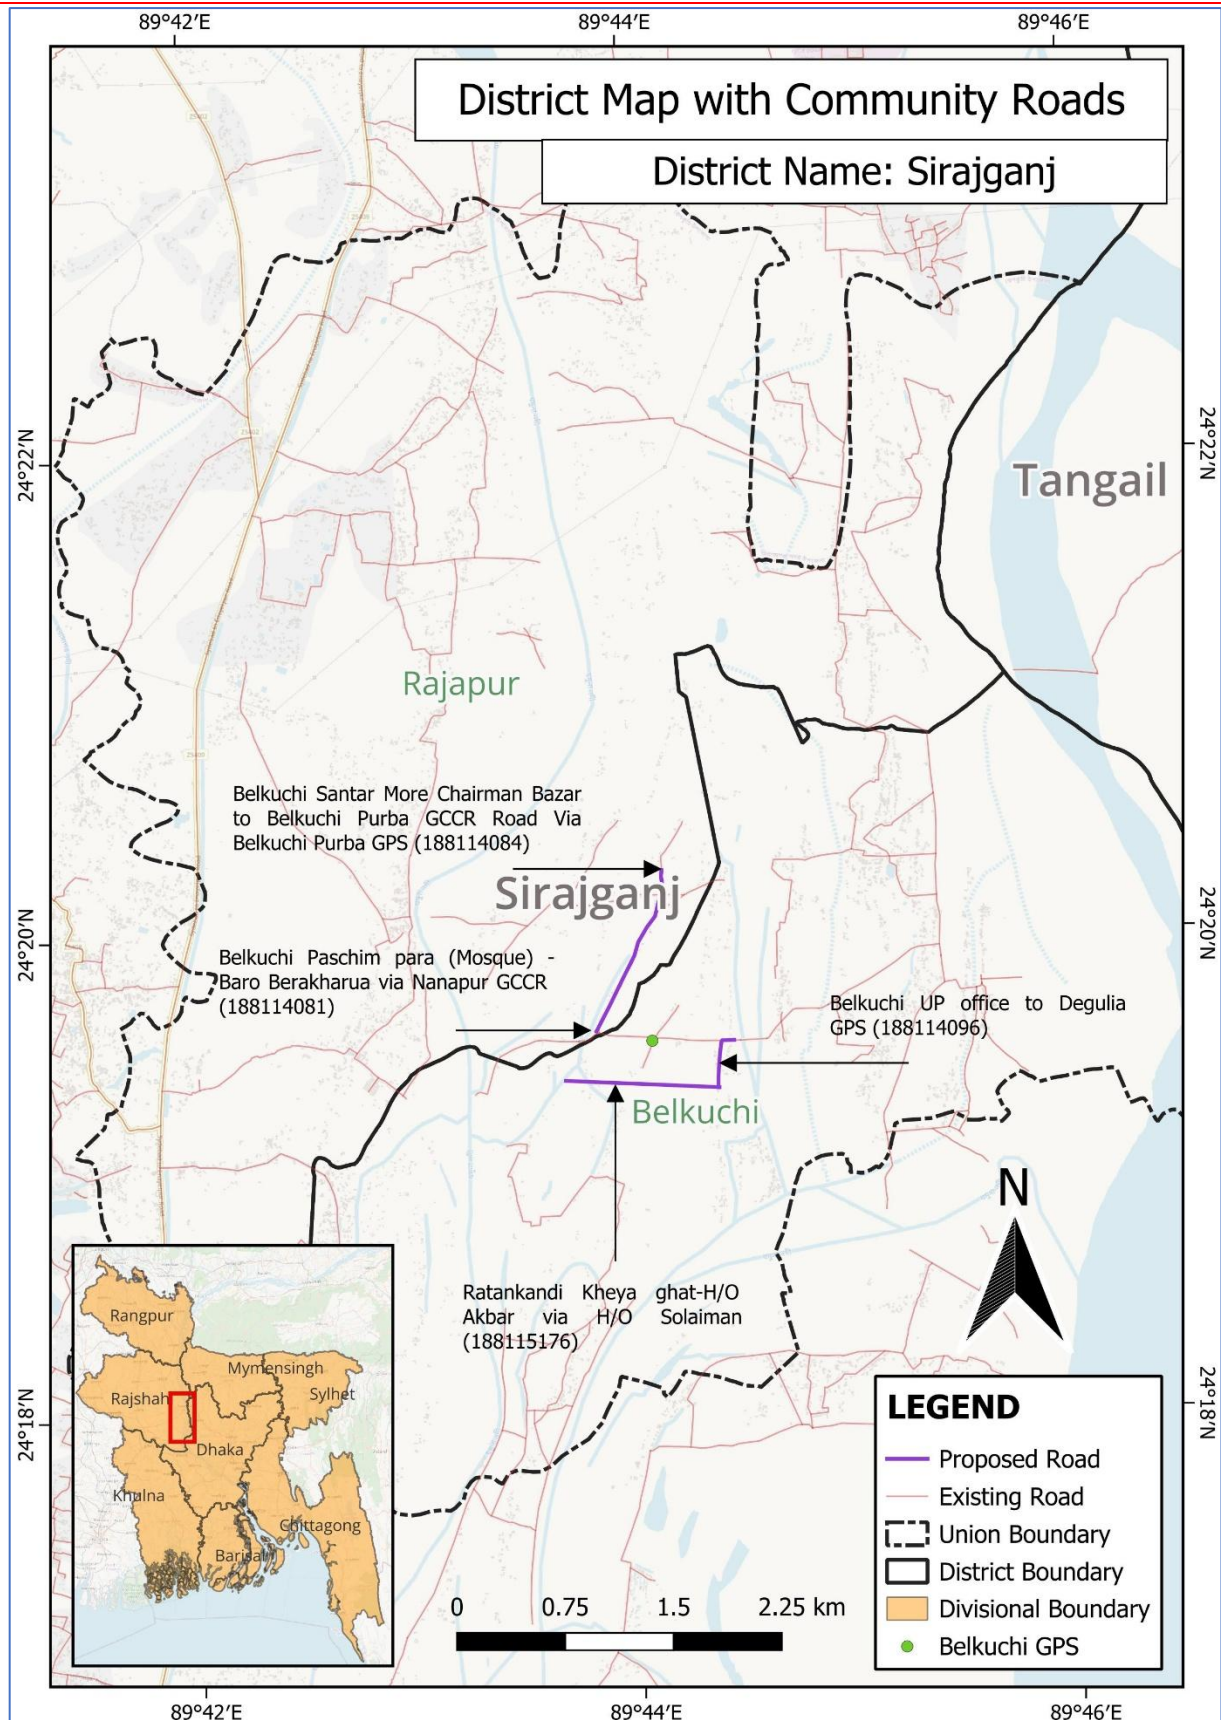 89°42′E 89°44′E 89°46′E
District Map with Community Roads
District Name: Sirajganj
24°22′N
24°22′N
Tangail
Rajapur
Belkuchi Santar More Chairman Bazar
to Belkuchi Purba GCCR Road Via
Belkuchi Purba GPS (188114084)
Sirajganj
24°20′N
24°20′N
Belkuchi Paschim para (Mosque) -
Baro Berakharua via Nanapur GCCR
(188114081)
Belkuchi UP office to Degulia
GPS (188114096)
Belkuchi
N
Ratankandi Kheya ghat-H/O
Akbar via H/O Solaiman
(188115176)
24°18′N
24°18′N
Rangpur
Mymensingh
Sylhet
Rajshah
Dhaka
Khulna
Chittagong
Barisal
0 0.75 1.5 2.25 km
LEGEND
Proposed Road
Existing Road
Union Boundary
District Boundary
Divisional Boundary
Belkuchi GPS
89°42′E 89°44′E 89°46′E